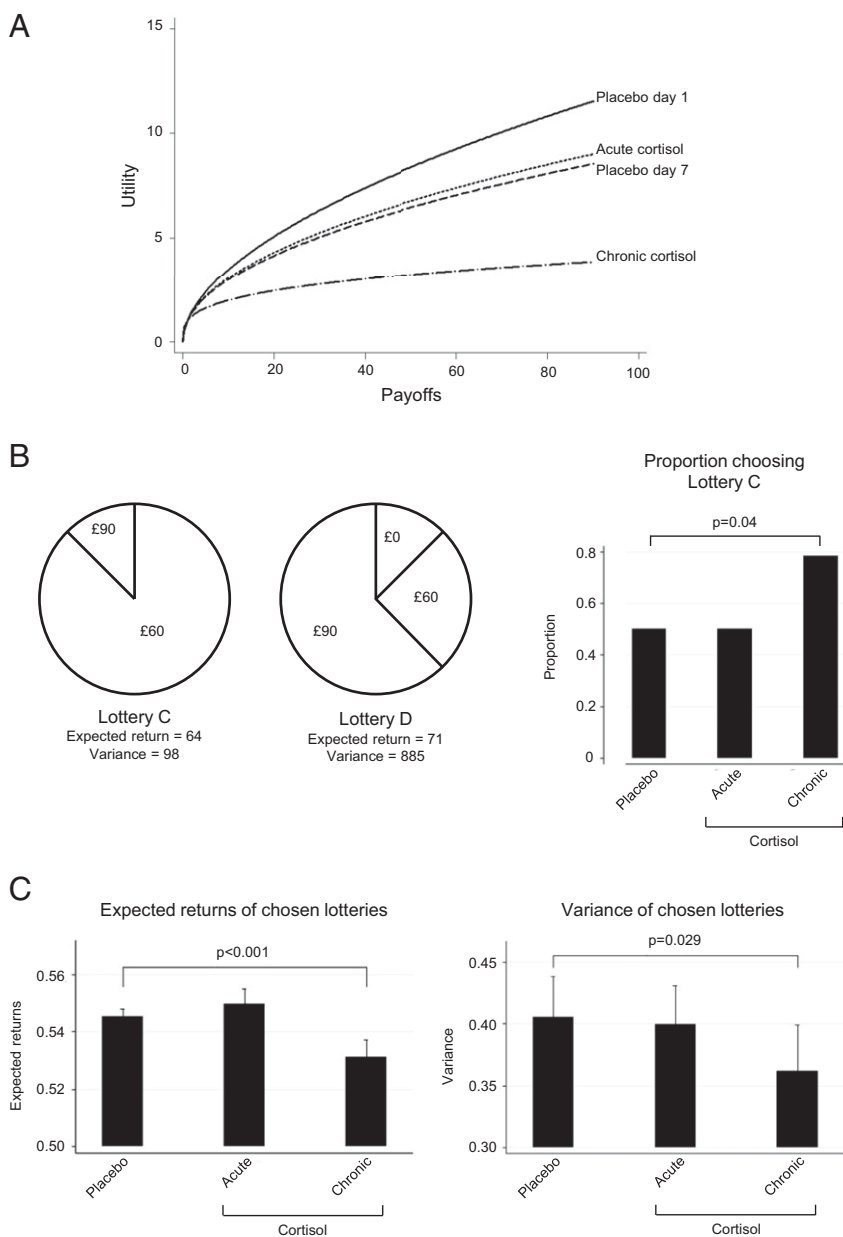 A
15
10
5
0
Utility
Placebo day 1
Acute cortisol
Placebo day 7
Chronic cortisol
0
20
40
60
80
100
Payoffs
B
£90
£60
Lottery C
Expected return = 64
Variance = 98
£0
£60
£90
Lottery D
Expected return = 71
Variance = 885
Proportion choosing
Lottery C
p=0.04
0.8
0.6
0.4
0.2
0
Proportion
Placebo
Acute
Chronic
Cortisol
C
Expected returns of chosen lotteries
p<0.001
0.56
0.54
0.52
0.50
Expected returns
Placebo
Acute
Chronic
Cortisol
Variance of chosen lotteries
p=0.029
0.45
0.40
0.35
0.30
Variance
Placebo
Acute
Chronic
Cortisol